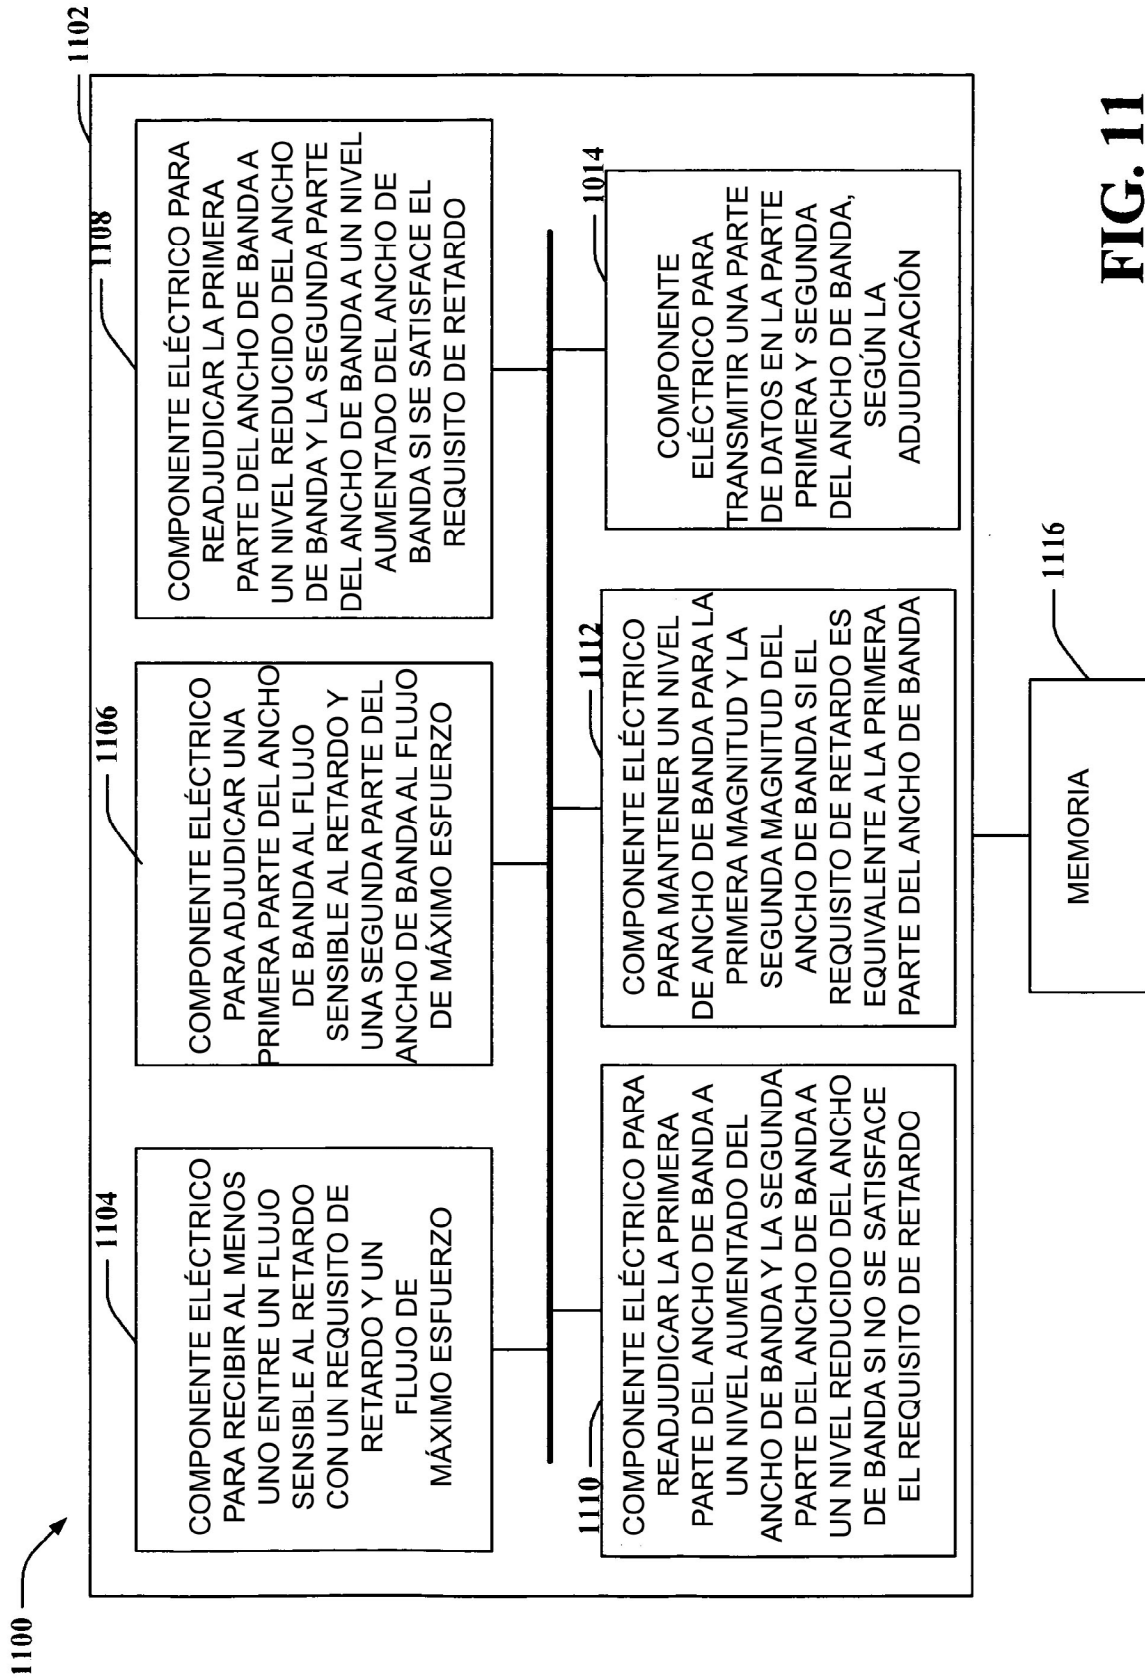 1100
1102
1104
COMPONENTE ELÉCTRICO
PARA RECIBIR AL MENOS
UNO ENTRE UN FLUJO
SENSIBLE AL RETARDO
CON UN REQUISITO DE
RETARDO Y UN
FLUJO DE
MÁXIMO ESFUERZO
1106
COMPONENTE ELÉCTRICO
PARA ADJUDICAR UNA
PRIMERA PARTE DEL ANCHO
DE BANDA AL FLUJO
SENSIBLE AL RETARDO Y
UNA SEGUNDA PARTE DEL
ANCHO DE BANDA AL FLUJO
DE MÁXIMO ESFUERZO
1108
COMPONENTE ELÉCTRICO PARA
READJUDICAR LA PRIMERA
PARTE DEL ANCHO DE BANDA A
UN NIVEL REDUCIDO DEL ANCHO
DE BANDA Y LA SEGUNDA PARTE
DEL ANCHO DE BANDA A UN NIVEL
AUMENTADO DEL ANCHO DE
BANDA SI SE SATISFACE EL
REQUISITO DE RETARDO
1110
COMPONENTE ELÉCTRICO PARA
READJUDICAR LA PRIMERA
PARTE DEL ANCHO DE BANDA A
UN NIVEL AUMENTADO DEL
ANCHO DE BANDA Y LA SEGUNDA
PARTE DEL ANCHO DE BANDA A
UN NIVEL REDUCIDO DEL ANCHO
DE BANDA SI NO SE SATISFACE
EL REQUISITO DE RETARDO
1112
COMPONENTE ELÉCTRICO
PARA MANTENER UN NIVEL
DE ANCHO DE BANDA PARA LA
PRIMERA MAGNITUD Y LA
SEGUNDA MAGNITUD DEL
ANCHO DE BANDA SI EL
REQUISITO DE RETARDO ES
EQUIVALENTE A LA PRIMERA
PARTE DEL ANCHO DE BANDA
1014
COMPONENTE
ELÉCTRICO PARA
TRANSMITIR UNA PARTE
DE DATOS EN LA PARTE
PRIMERA Y SEGUNDA
DEL ANCHO DE BANDA,
SEGÚN LA
ADJUDICACIÓN
1116
MEMORIA
FIG. 11